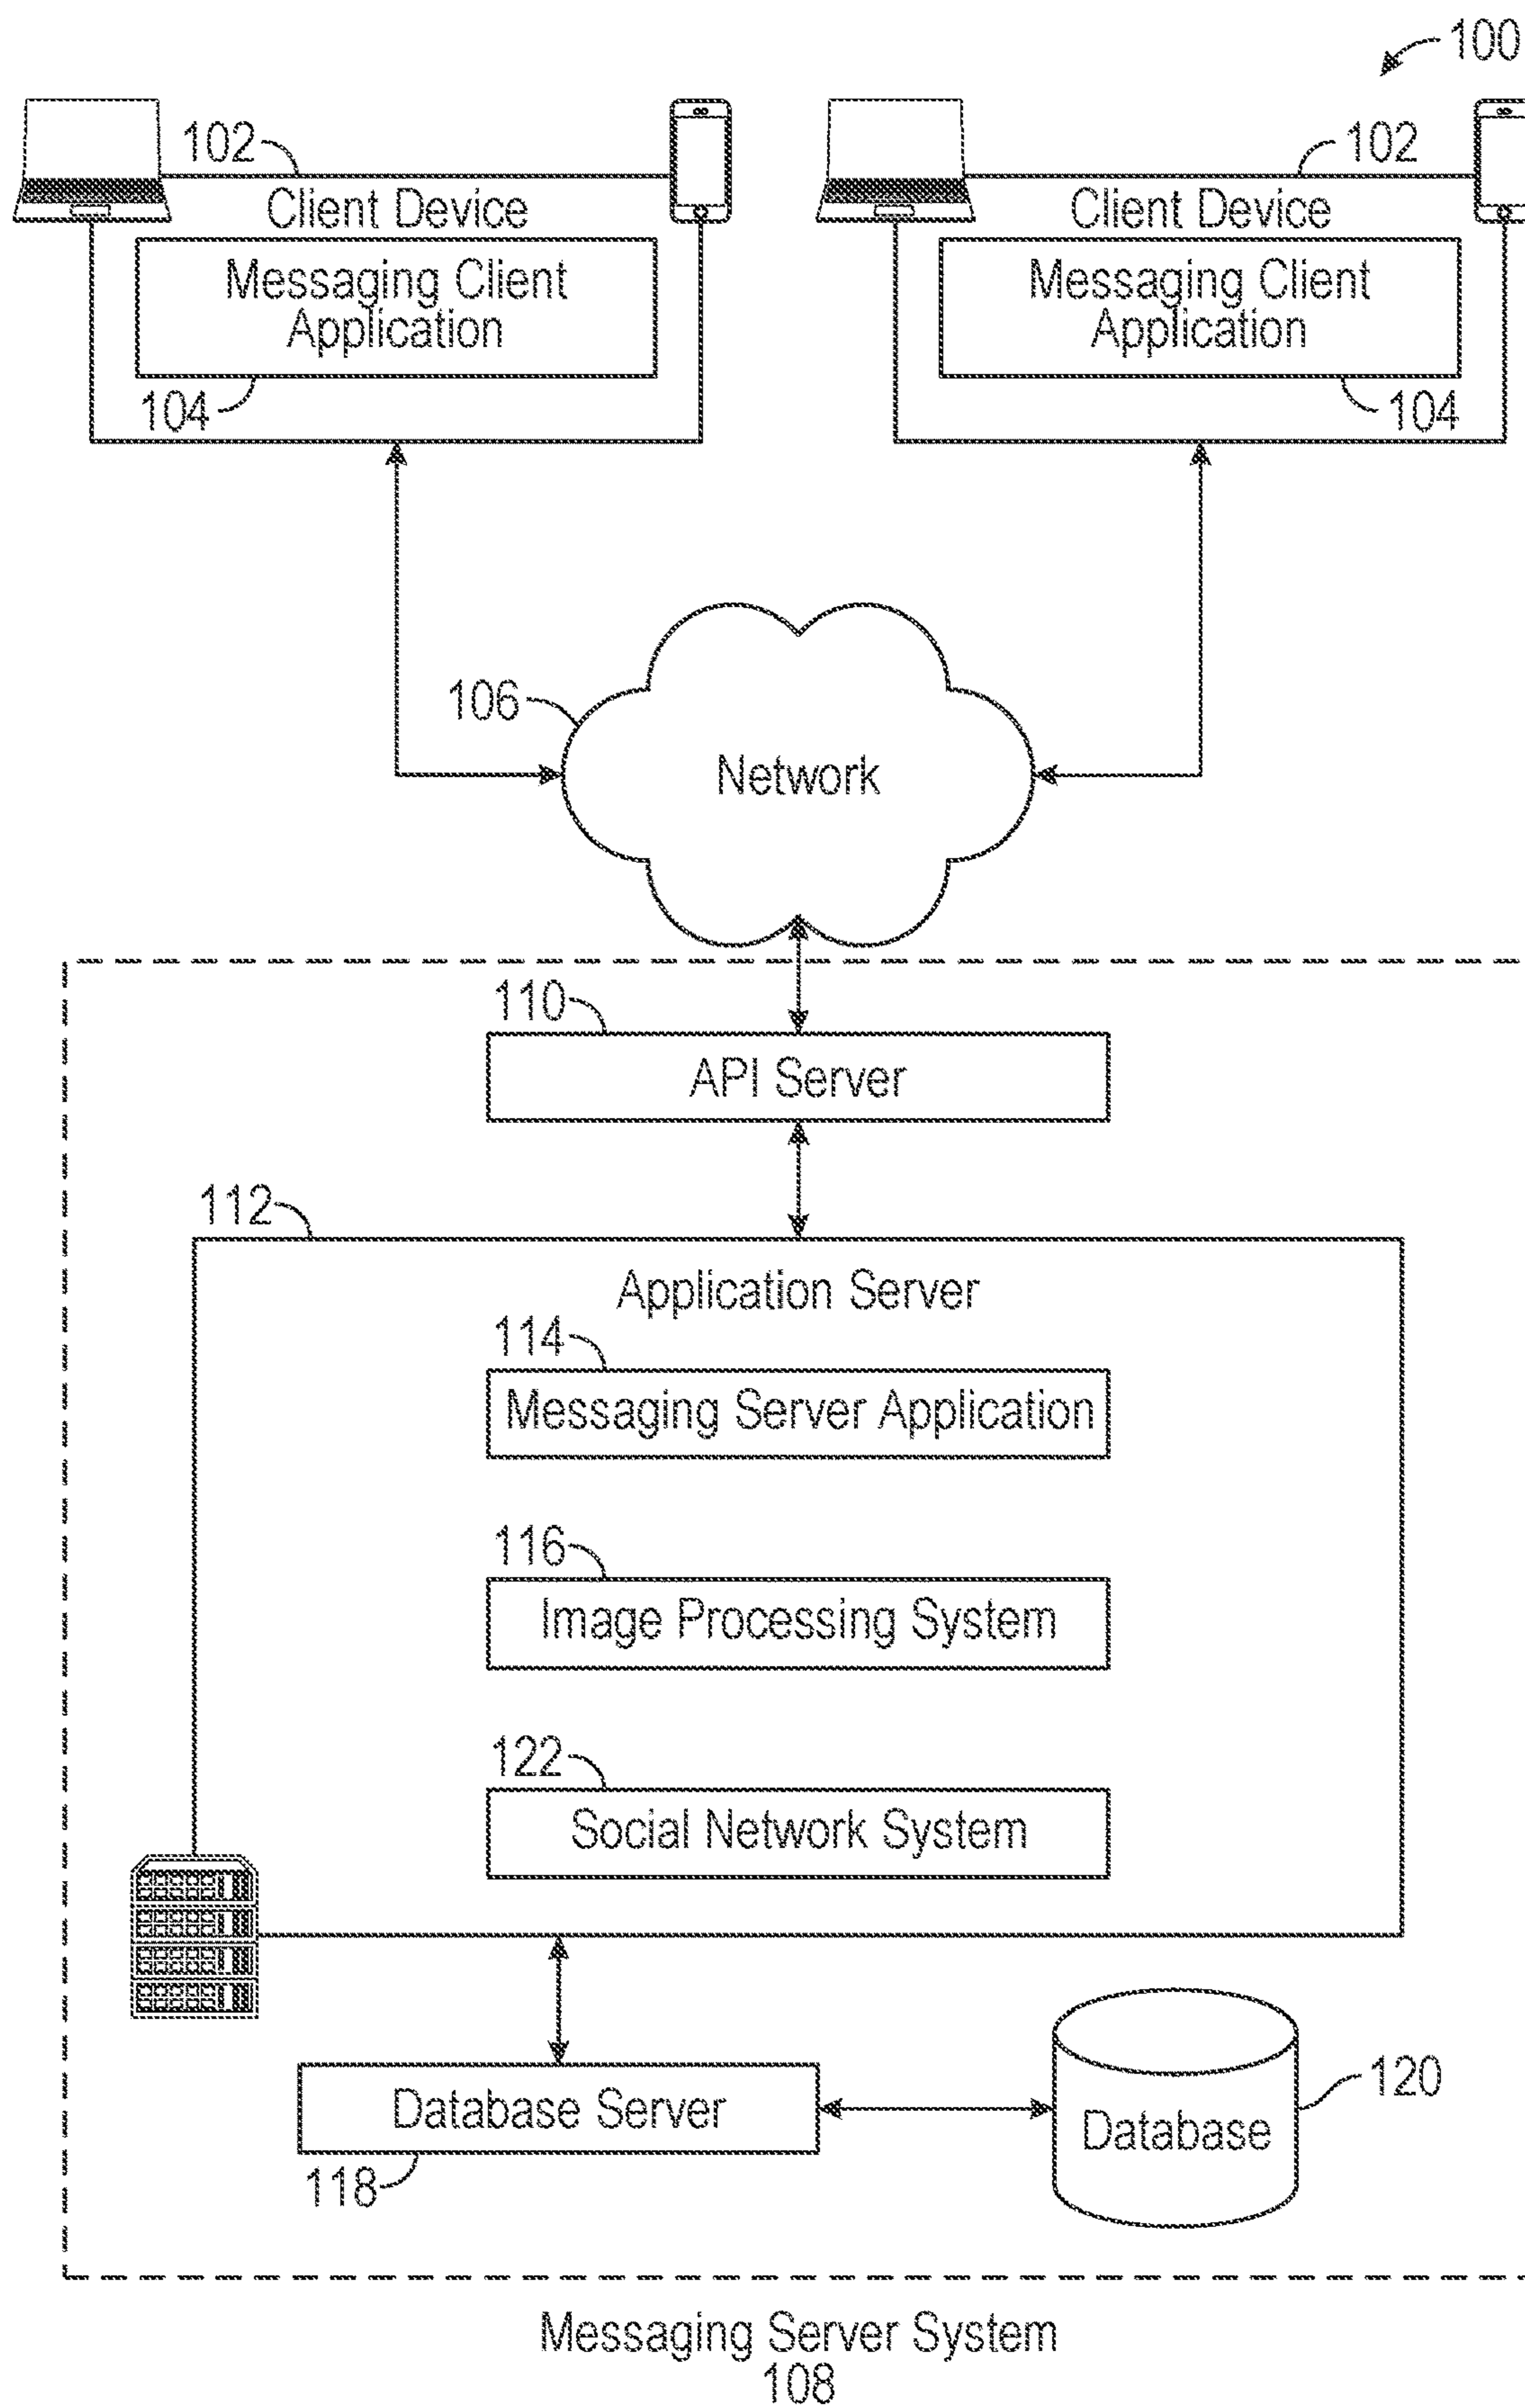 100
102
102
Client Device
Client Device
Messaging Client
Application
Messaging Client
Application
104
104
106
Network
110
API Server
112
Application Server
114
Messaging Server Application
116
Image Processing System
122
Social Network System
Database Server
118
Database
120
Messaging Server System
108